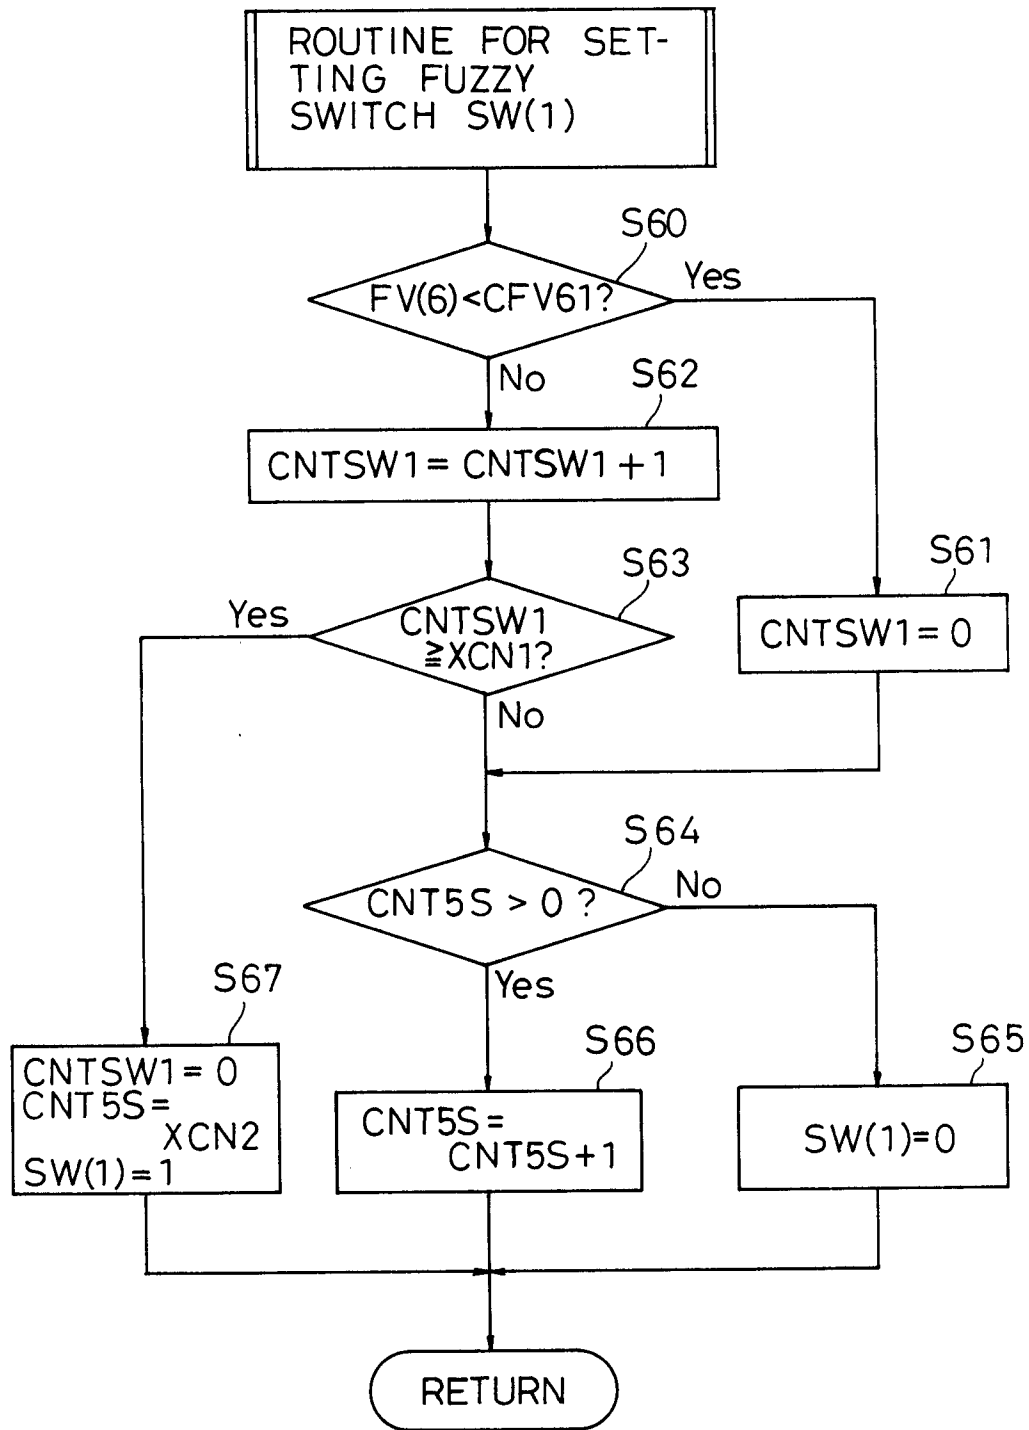 ROUTINE FOR SET-
TING FUZZY
SWITCH SW(1)
S60
FV(6)<CFV61?
Yes
No
S62
CNTSW1=CNTSW1+1
S63
Yes
CNTSW1
≧XCN1?
No
S61
CNTSW1=0
S64
CNT5S > 0 ?
No
Yes
S67
CNTSW1=0
CNT5S=
XCN2
SW(1)=1
S66
CNT5S=
CNT5S+1
S65
SW(1)=0
RETURN